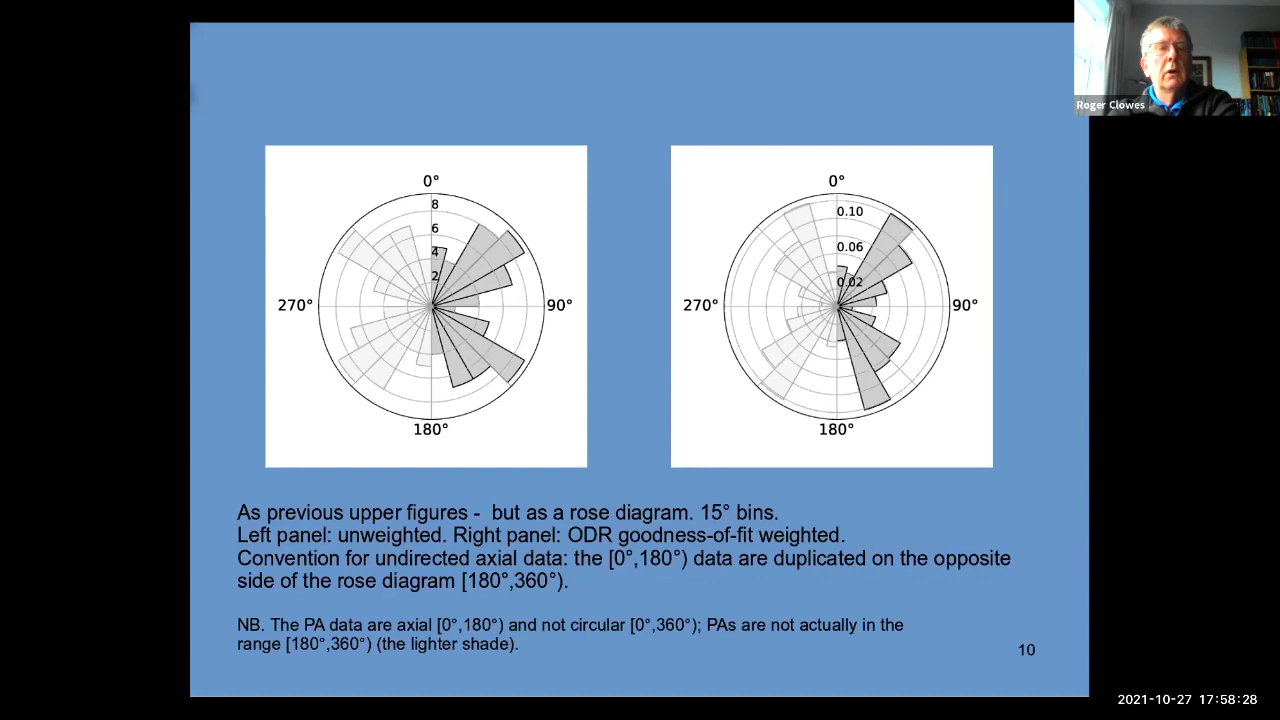 Roger Clowes
0°
8
6
4
2
270°
90°
180°
0°
0.10
0.06
0.02
270°
90°
180°
As previous upper figures - but as a rose diagram. 15° bins.
Left panel: unweighted. Right panel: ODR goodness-of-fit weighted.
Convention for undirected axial data: the [0°,180°) data are duplicated on the opposite
side of the rose diagram [180°,360°).
NB. The PA data are axial [0°,180°) and not circular [0°,360°); PAs are not actually in the
range [180°,360°) (the lighter shade).
10
2021-10-27 17:58:28